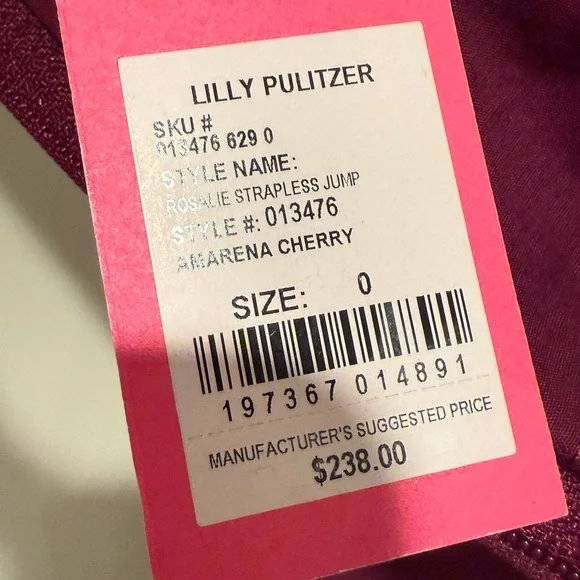 LILLY PULITZER
SKU #
013476 629 0
STYLE NAME:
ROSALIE STRAPLESS JUMP
STYLE #: 013476
AMARENA CHERRY
SIZE: 0
197367 014891
MANUFACTURER'S SUGGESTED PRICE
$238.00